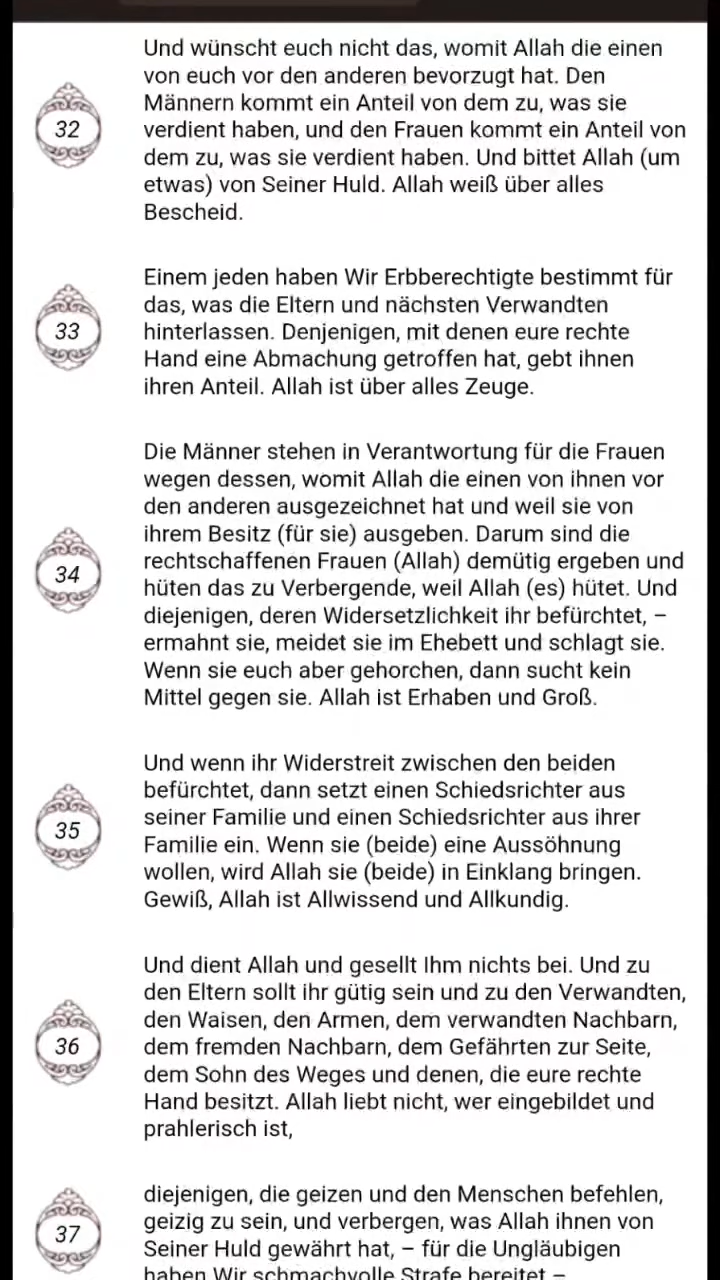 Und wünscht euch nicht das, womit Allah die einen
von euch vor den anderen bevorzugt hat. Den
Männern kommt ein Anteil von dem zu, was sie
32
verdient haben, und den Frauen kommt ein Anteil von
dem zu, was sie verdient haben. Und bittet Allah (um
etwas) von Seiner Huld. Allah weiß über alles
Bescheid.
Einem jeden haben Wir Erbberechtigte bestimmt für
das, was die Eltern und nächsten Verwandten
33
hinterlassen. Denjenigen, mit denen eure rechte
Hand eine Abmachung getroffen hat, gebt ihnen
ihren Anteil. Allah ist über alles Zeuge.
Die Männer stehen in Verantwortung für die Frauen
wegen dessen, womit Allah die einen von ihnen vor
den anderen ausgezeichnet hat und weil sie von
ihrem Besitz (für sie) ausgeben. Darum sind die
34
rechtschaffenen Frauen (Allah) demütig ergeben und
hüten das zu Verbergende, weil Allah (es) hütet. Und
diejenigen, deren Widersetzlichkeit ihr befürchtet, –
ermahnt sie, meidet sie im Ehebett und schlagt sie.
Wenn sie euch aber gehorchen, dann sucht kein
Mittel gegen sie. Allah ist Erhaben und Groß.
Und wenn ihr Widerstreit zwischen den beiden
befürchtet, dann setzt einen Schiedsrichter aus
35
seiner Familie und einen Schiedsrichter aus ihrer
Familie ein. Wenn sie (beide) eine Aussöhnung
wollen, wird Allah sie (beide) in Einklang bringen.
Gewiß, Allah ist Allwissend und Allkundig.
Und dient Allah und gesellt Ihm nichts bei. Und zu
den Eltern sollt ihr gütig sein und zu den Verwandten,
den Waisen, den Armen, dem verwandten Nachbarn,
36
dem fremden Nachbarn, dem Gefährten zur Seite,
dem Sohn des Weges und denen, die eure rechte
Hand besitzt. Allah liebt nicht, wer eingebildet und
prahlerisch ist,
diejenigen, die geizen und den Menschen befehlen,
geizig zu sein, und verbergen, was Allah ihnen von
37
Seiner Huld gewährt hat, – für die Ungläubigen
haben Wir schmachvolle Strafe bereitet –